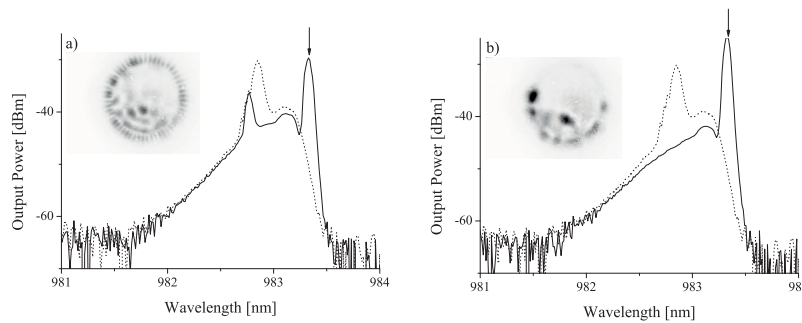 a)
Output Power [dBm]
-40
-60
981
982
983
984
Wavelength [nm]
b)
Output Power [dBm]
-40
-60
981
982
983
98
Wavelength [nm]